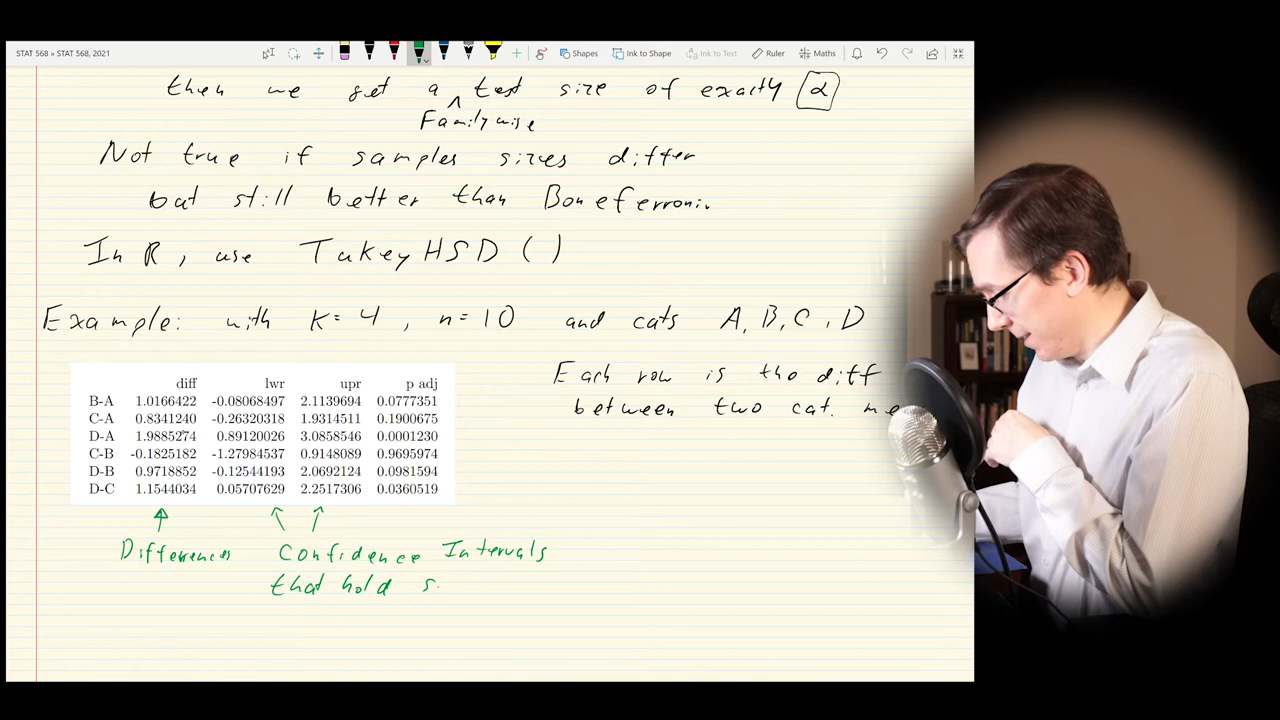 STAT 568 » STAT 568, 2021
Shapes Ink to Shape Ink to Text Ruler Maths
then we get a test size of exactly α
^
Familywise
Not true if samples sizes differ
but still better than Boneferroni.
In R, use TukeyHSD ( )
Example: with K=4, n=10 and cats A, B, C, D
diff lwr upr p adj
B-A 1.0166422 -0.08068497 2.1139694 0.0777351
C-A 0.8341240 -0.26320318 1.9314511 0.1900675
D-A 1.9885274 0.89120026 3.0858546 0.0001230
C-B -0.1825182 -1.27984537 0.9148089 0.9695974
D-B 0.9718852 -0.12544193 2.0692124 0.0981594
D-C 1.1544034 0.05707629 2.2517306 0.0360519
Each row is the diff
between two cat. me
Differences Confidence Intervals
that hold s